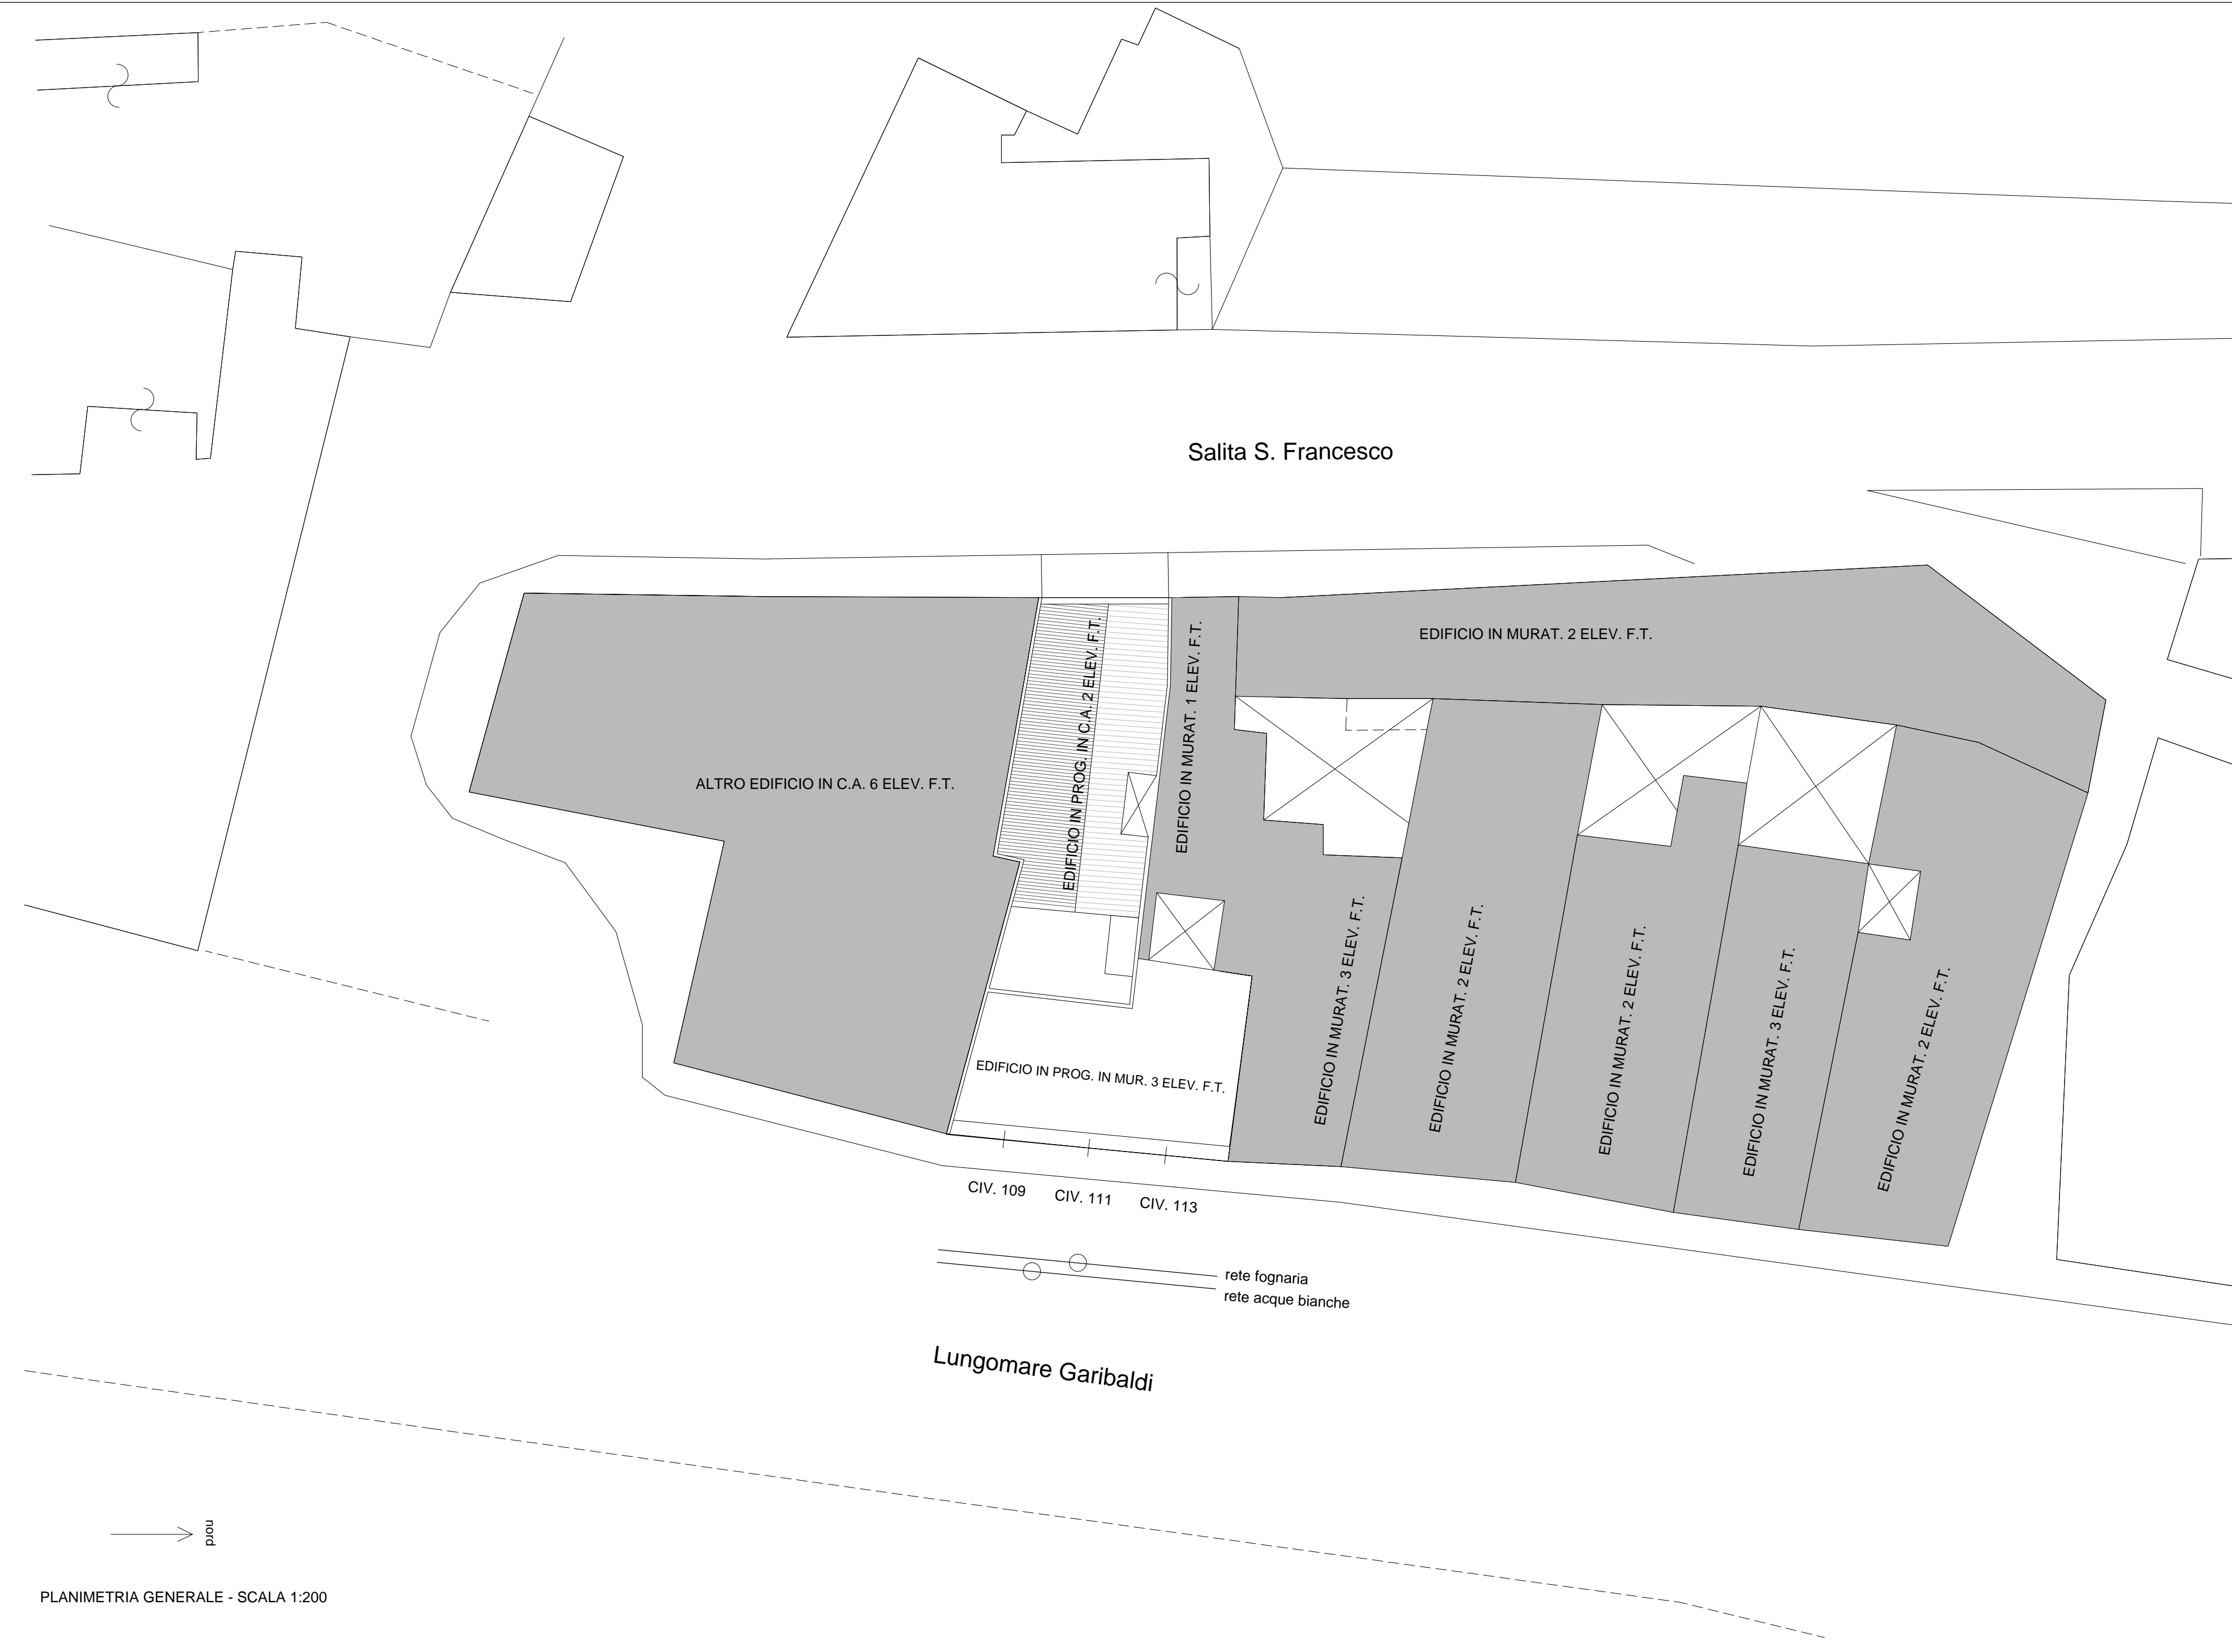 Salita S. Francesco
EDIFICIO IN MURAT. 2 ELEV. F.T.
ALTRO EDIFICIO IN C.A. 6 ELEV. F.T.
EDIFICIO IN PROG. IN C.A. 2 ELEV. F.T.
EDIFICIO IN MURAT. 1 ELEV. F.T.
EDIFICIO IN MURAT. 3 ELEV. F.T.
EDIFICIO IN MURAT. 2 ELEV. F.T.
EDIFICIO IN MURAT. 2 ELEV. F.T.
EDIFICIO IN MURAT. 3 ELEV. F.T.
EDIFICIO IN MURAT. 2 ELEV. F.T.
EDIFICIO IN PROG. IN MUR. 3 ELEV. F.T.
CIV. 109 CIV. 111 CIV. 113
rete fognaria
rete acque bianche
Lungomare Garibaldi
nord
PLANIMETRIA GENERALE - SCALA 1:200